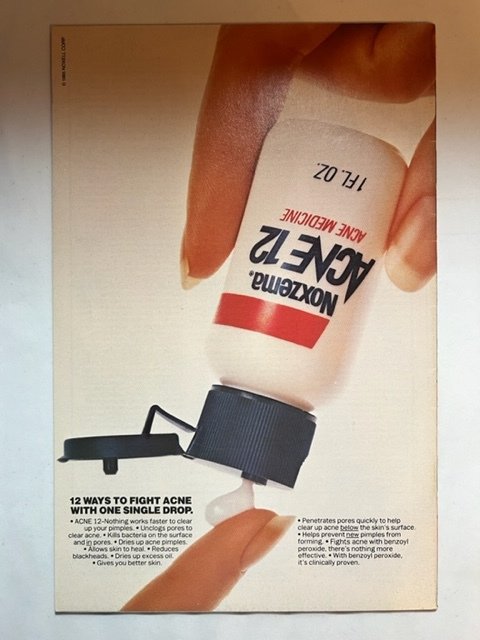 © 1985 NOXELL CORP.
1 FL. OZ.
ACNE MEDICINE
ACNE 12
Noxzema®
12 WAYS TO FIGHT ACNE
WITH ONE SINGLE DROP.
• ACNE 12-Nothing works faster to clear
up your pimples. • Unclogs pores to
clear acne. • Kills bacteria on the surface
and in pores. • Dries up acne pimples.
• Allows skin to heal. • Reduces
blackheads. • Dries up excess oil.
• Gives you better skin.
• Penetrates pores quickly to help
clear up acne below the skin's surface.
• Helps prevent new pimples from
forming. • Fights acne with benzoyl
peroxide, there's nothing more
effective. • With benzoyl peroxide,
it's clinically proven.